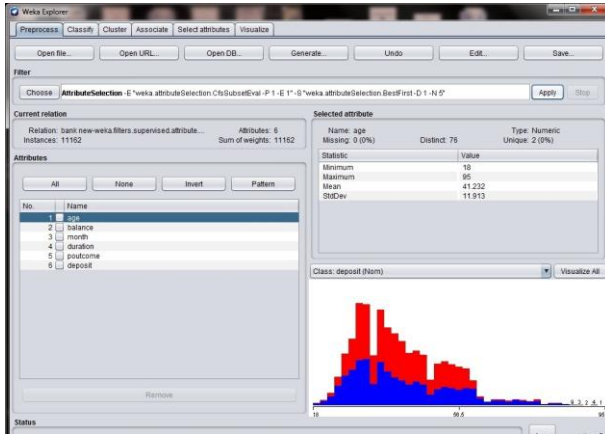 Weka Explorer
Preprocess Classify Cluster Associate Select attributes Visualize
Open file... Open URL... Open DB... Generate... Undo Edit... Save...
Filter
Choose AttributeSelection -E "weka.attributeSelection.CfsSubsetEval -P 1 -E 1" -S "weka.attributeSelection.BestFirst -D 1 -N 5" Apply Stop
Current relation
Relation: bank new-weka.filters.supervised.attribute... Attributes: 6
Instances: 11162 Sum of weights: 11162
Attributes
All None Invert Pattern
No. Name
1 age
2 balance
3 month
4 duration
5 poutcome
6 deposit
Remove
Status
Selected attribute
Name: age Type: Numeric
Missing: 0 (0%) Distinct: 76 Unique: 2 (0%)
Statistic Value
Minimum 18
Maximum 95
Mean 41.232
StdDev 11.913
Class: deposit (Nom) Visualize All
18 56.5 95